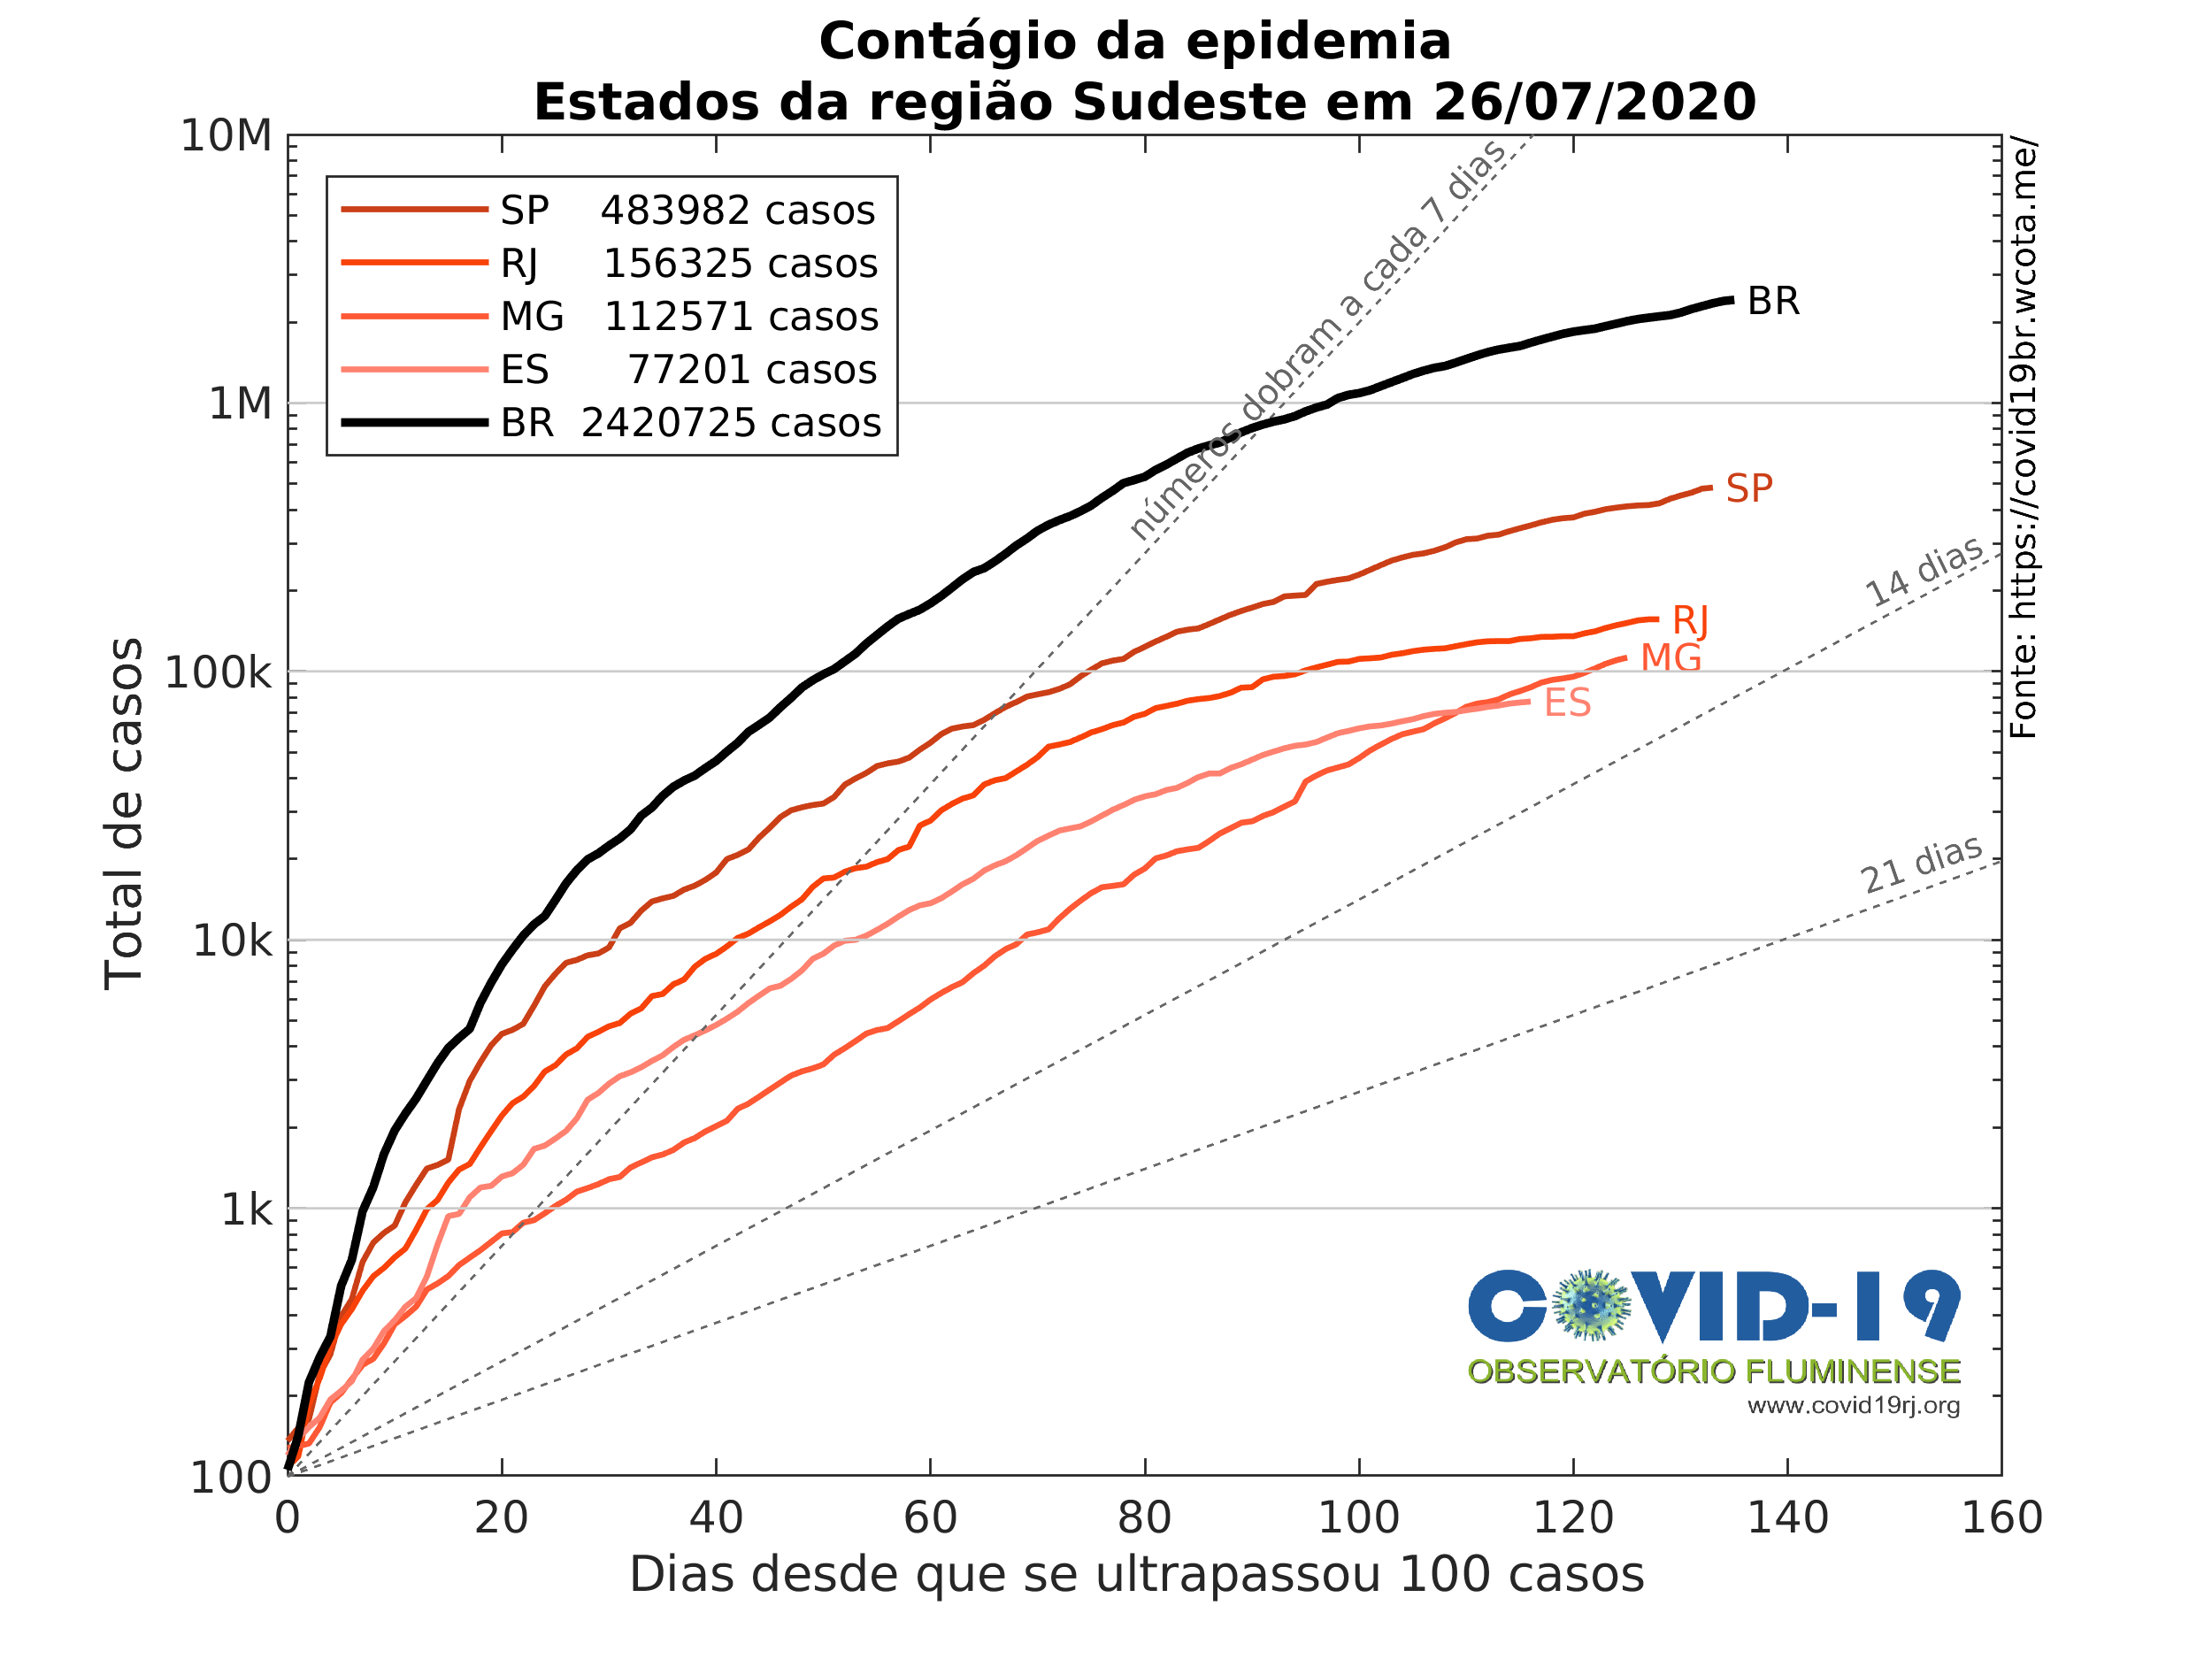 Contágio da epidemia
Estados da região Sudeste em 26/07/2020
10M
1M
100k
10k
1k
100
Total de casos
SP 483982 casos
RJ 156325 casos
MG 112571 casos
ES 77201 casos
BR 2420725 casos
números dobram a cada 7 dias
14 dias
21 dias
BR
SP
RJ
MG
ES
Fonte: https://covid19br.wcota.me/
COVID-19
OBSERVATÓRIO FLUMINENSE
www.covid19rj.org
0 20 40 60 80 100 120 140 160
Dias desde que se ultrapassou 100 casos